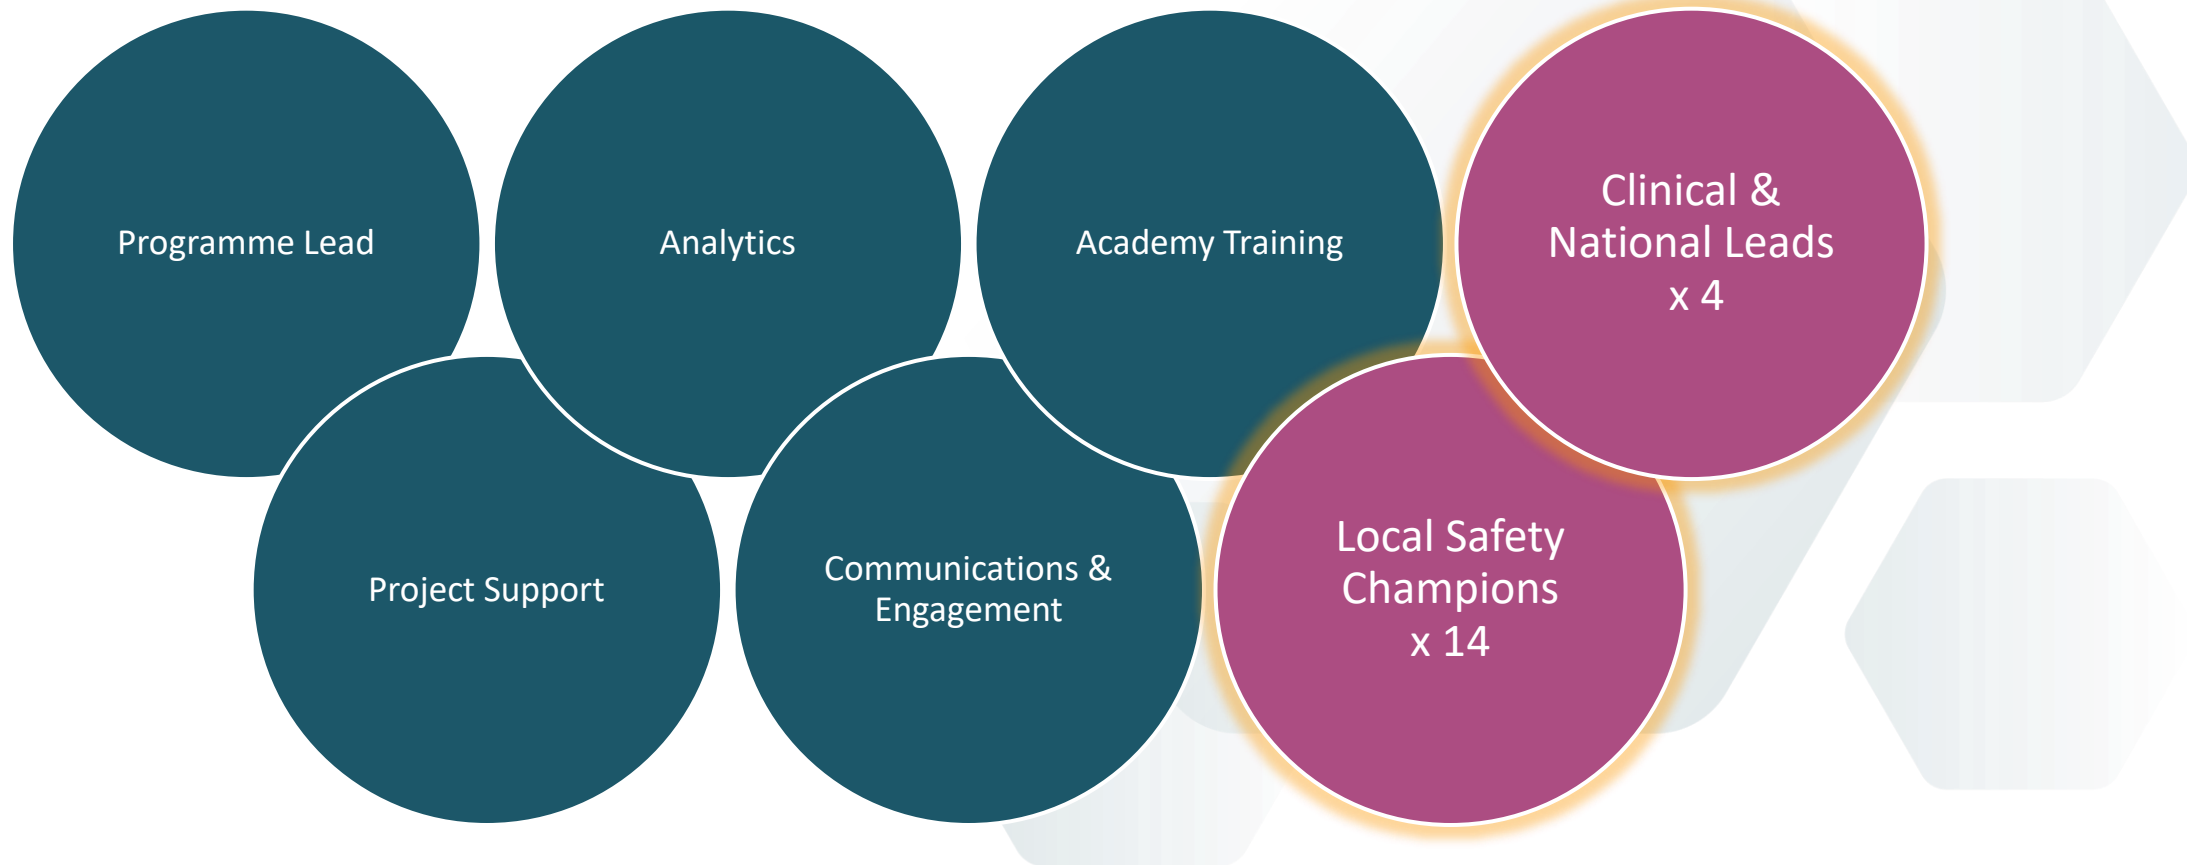 Programme Lead
Analytics
Academy Training
Clinical &
National Leads
x 4
Project Support
Communications &
Engagement
Local Safety
Champions
x 14